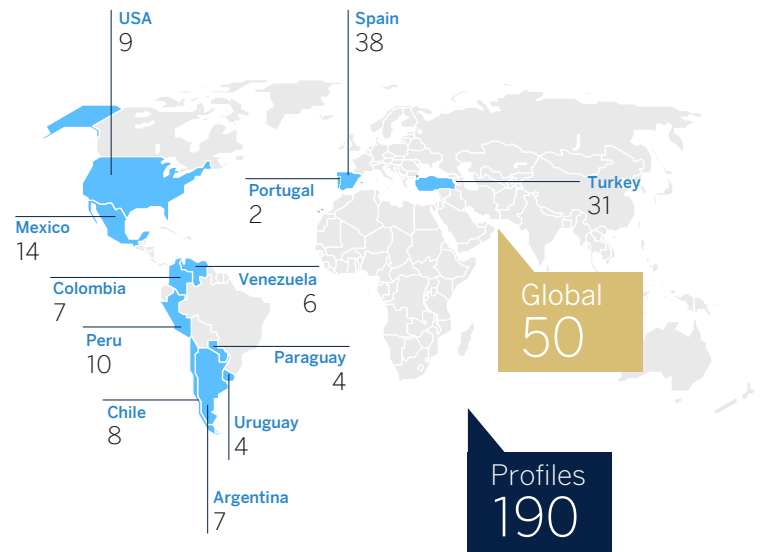 USA
9
Spain
38
Portugal
2
Turkey
31
Mexico
14
Colombia
7
Venezuela
6
Global
50
Peru
10
Paraguay
4
Chile
8
Uruguay
4
Profiles
190
Argentina
7